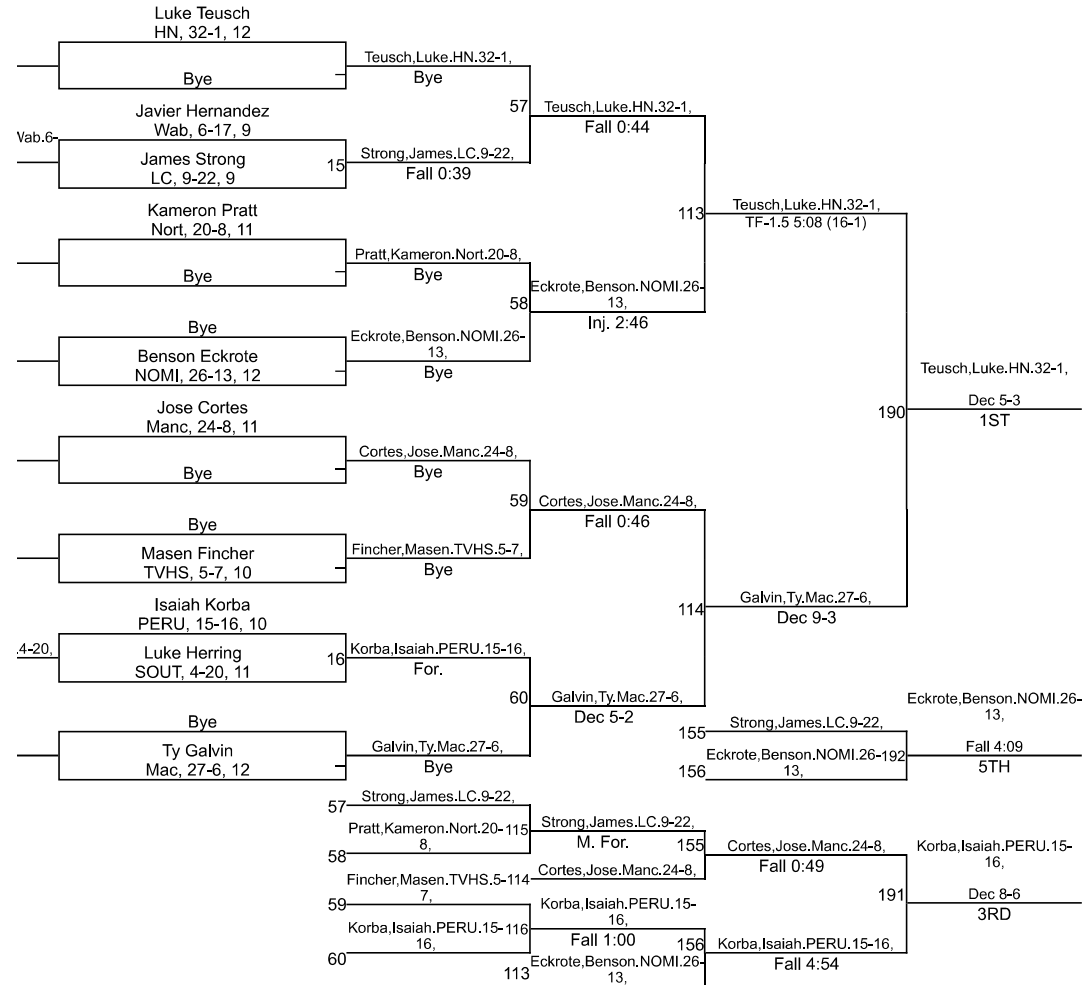 Luke Teusch
HN, 32-1, 12
Bye
Teusch,Luke.HN.32-1,
Bye
57
Teusch,Luke.HN.32-1,
Fall 0:44
Javier Hernandez
Wab, 6-17, 9
Wab.6-
James Strong
LC, 9-22, 9
15
Strong,James.LC.9-22,
Fall 0:39
113
Teusch,Luke.HN.32-1,
TF-1.5 5:08 (16-1)
Kameron Pratt
Nort, 20-8, 11
Bye
Pratt,Kameron.Nort.20-8,
Bye
58
Eckrote,Benson.NOMI.26-
13,
Inj. 2:46
Bye
Benson Eckrote
NOMI, 26-13, 12
Eckrote,Benson.NOMI.26-
13,
Bye
190
Teusch,Luke.HN.32-1,
Dec 5-3
1ST
Jose Cortes
Manc, 24-8, 11
Bye
Cortes,Jose.Manc.24-8,
Bye
59
Cortes,Jose.Manc.24-8,
Fall 0:46
Bye
Masen Fincher
TVHS, 5-7, 10
Fincher,Masen.TVHS.5-7,
Bye
114
Galvin,Ty.Mac.27-6,
Dec 9-3
Isaiah Korba
PERU, 15-16, 10
.4-20,
Luke Herring
SOUT, 4-20, 11
16
Korba,Isaiah.PERU.15-16,
For.
60
Galvin,Ty.Mac.27-6,
Dec 5-2
Bye
Ty Galvin
Mac, 27-6, 12
Galvin,Ty.Mac.27-6,
Bye
155
Strong,James.LC.9-22,
156
Eckrote,Benson.NOMI.26-
13,
192
Eckrote,Benson.NOMI.26-
13,
Fall 4:09
5TH
57
Strong,James.LC.9-22,
58
Pratt,Kameron.Nort.20-
8,
115
Strong,James.LC.9-22,
M. For.
114
Cortes,Jose.Manc.24-8,
155
Cortes,Jose.Manc.24-8,
Fall 0:49
59
Fincher,Masen.TVHS.5-
7,
60
Korba,Isaiah.PERU.15-
16,
116
Korba,Isaiah.PERU.15-
16,
Fall 1:00
113
Eckrote,Benson.NOMI.26-
13,
156
Korba,Isaiah.PERU.15-16,
Fall 4:54
191
Korba,Isaiah.PERU.15-
16,
Dec 8-6
3RD